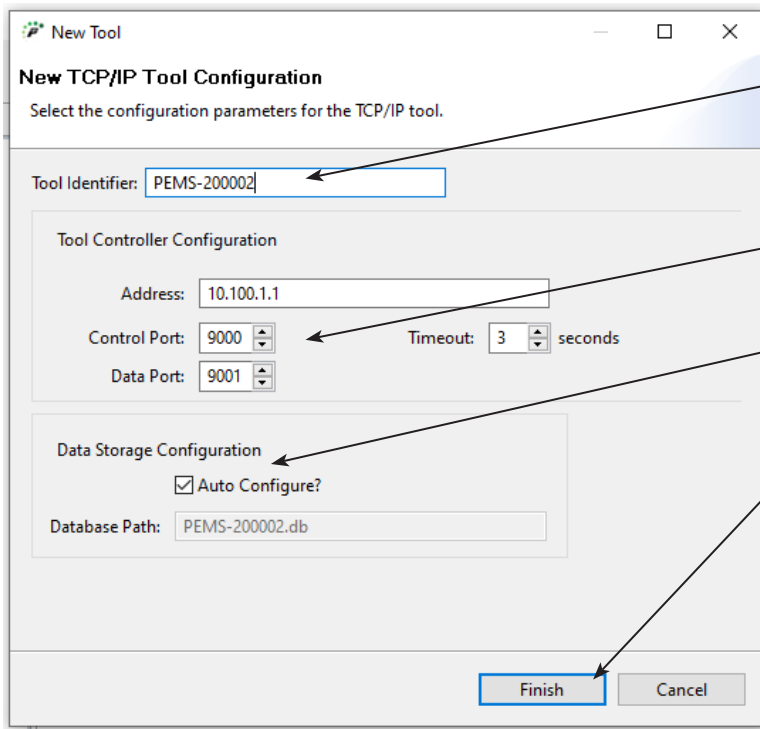 New Tool
New TCP/IP Tool Configuration
Select the configuration parameters for the TCP/IP tool.
Tool Identifier: PEMS-200002
Tool Controller Configuration
Address: 10.100.1.1
Control Port: 9000 Timeout: 3 seconds
Data Port: 9001
Data Storage Configuration
Auto Configure?
Database Path: PEMS-200002.db
Finish Cancel